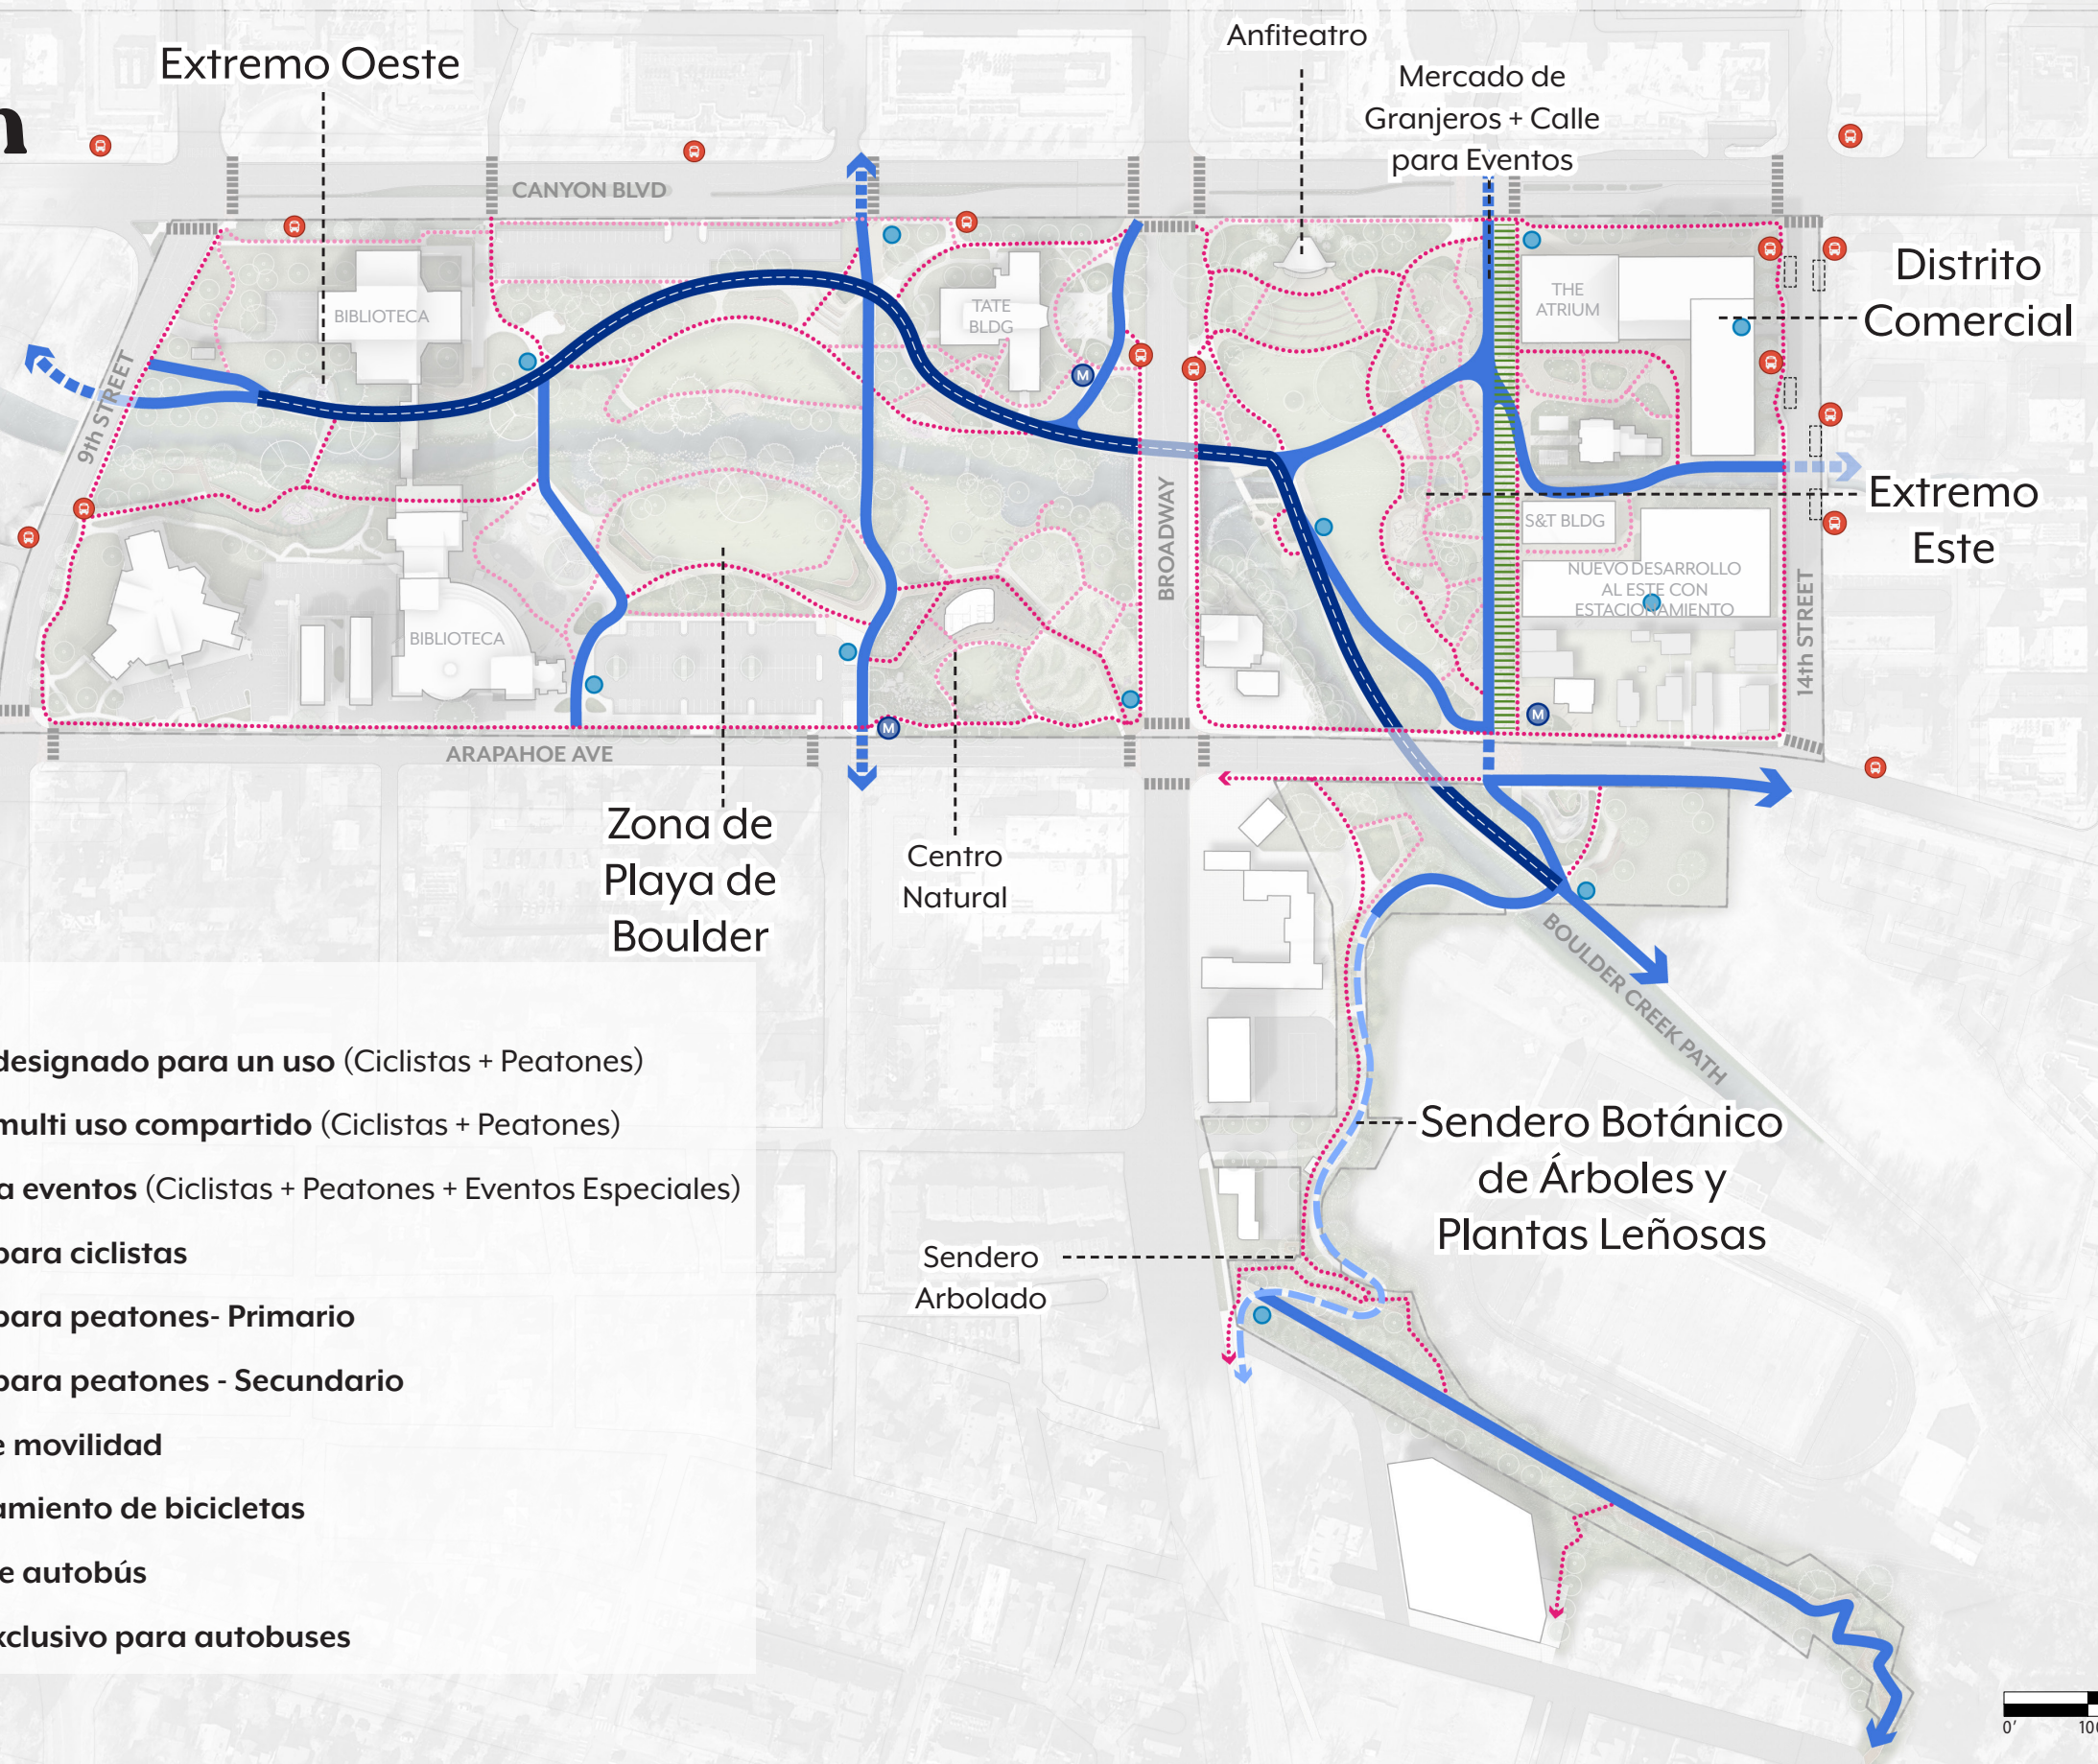 n
Extremo Oeste
Anfiteatro
Mercado de
Granjeros + Calle
para Eventos
CANYON BLVD
Distrito
Comercial
BIBLIOTECA
TATE
BLDG
THE
ATRIUM
9th STREET
M
Extremo
Este
BROADWAY
S&T BLDG
NUEVO DESARROLLO
AL ESTE CON
ESTACIONAMIENTO
14th STREET
BIBLIOTECA
M
M
ARAPAHOE AVE
Zona de
Playa de
Boulder
Centro
Natural
BOULDER CREEK PATH
designado para un uso (Ciclistas + Peatones)
multi uso compartido (Ciclistas + Peatones)
a eventos (Ciclistas + Peatones + Eventos Especiales)
para ciclistas
para peatones- Primario
para peatones - Secundario
e movilidad
amiento de bicicletas
e autobús
xclusivo para autobuses
Sendero Botánico
de Árboles y
Plantas Leñosas
Sendero
Arbolado
0' 10